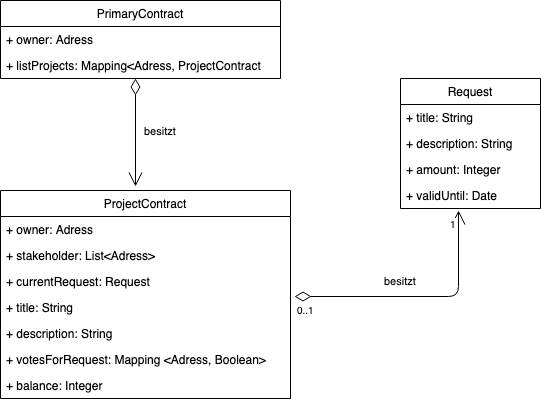 PrimaryContract
+ owner: Adress
+ listProjects: Mapping<Adress, ProjectContract
besitzt
Request
+ title: String
+ description: String
+ amount: Integer
+ validUntil: Date
ProjectContract
+ owner: Adress
+ stakeholder: List<Adress>
+ currentRequest: Request
+ title: String
+ description: String
+ votesForRequest: Mapping <Adress, Boolean>
+ balance: Integer
1
besitzt
0..1